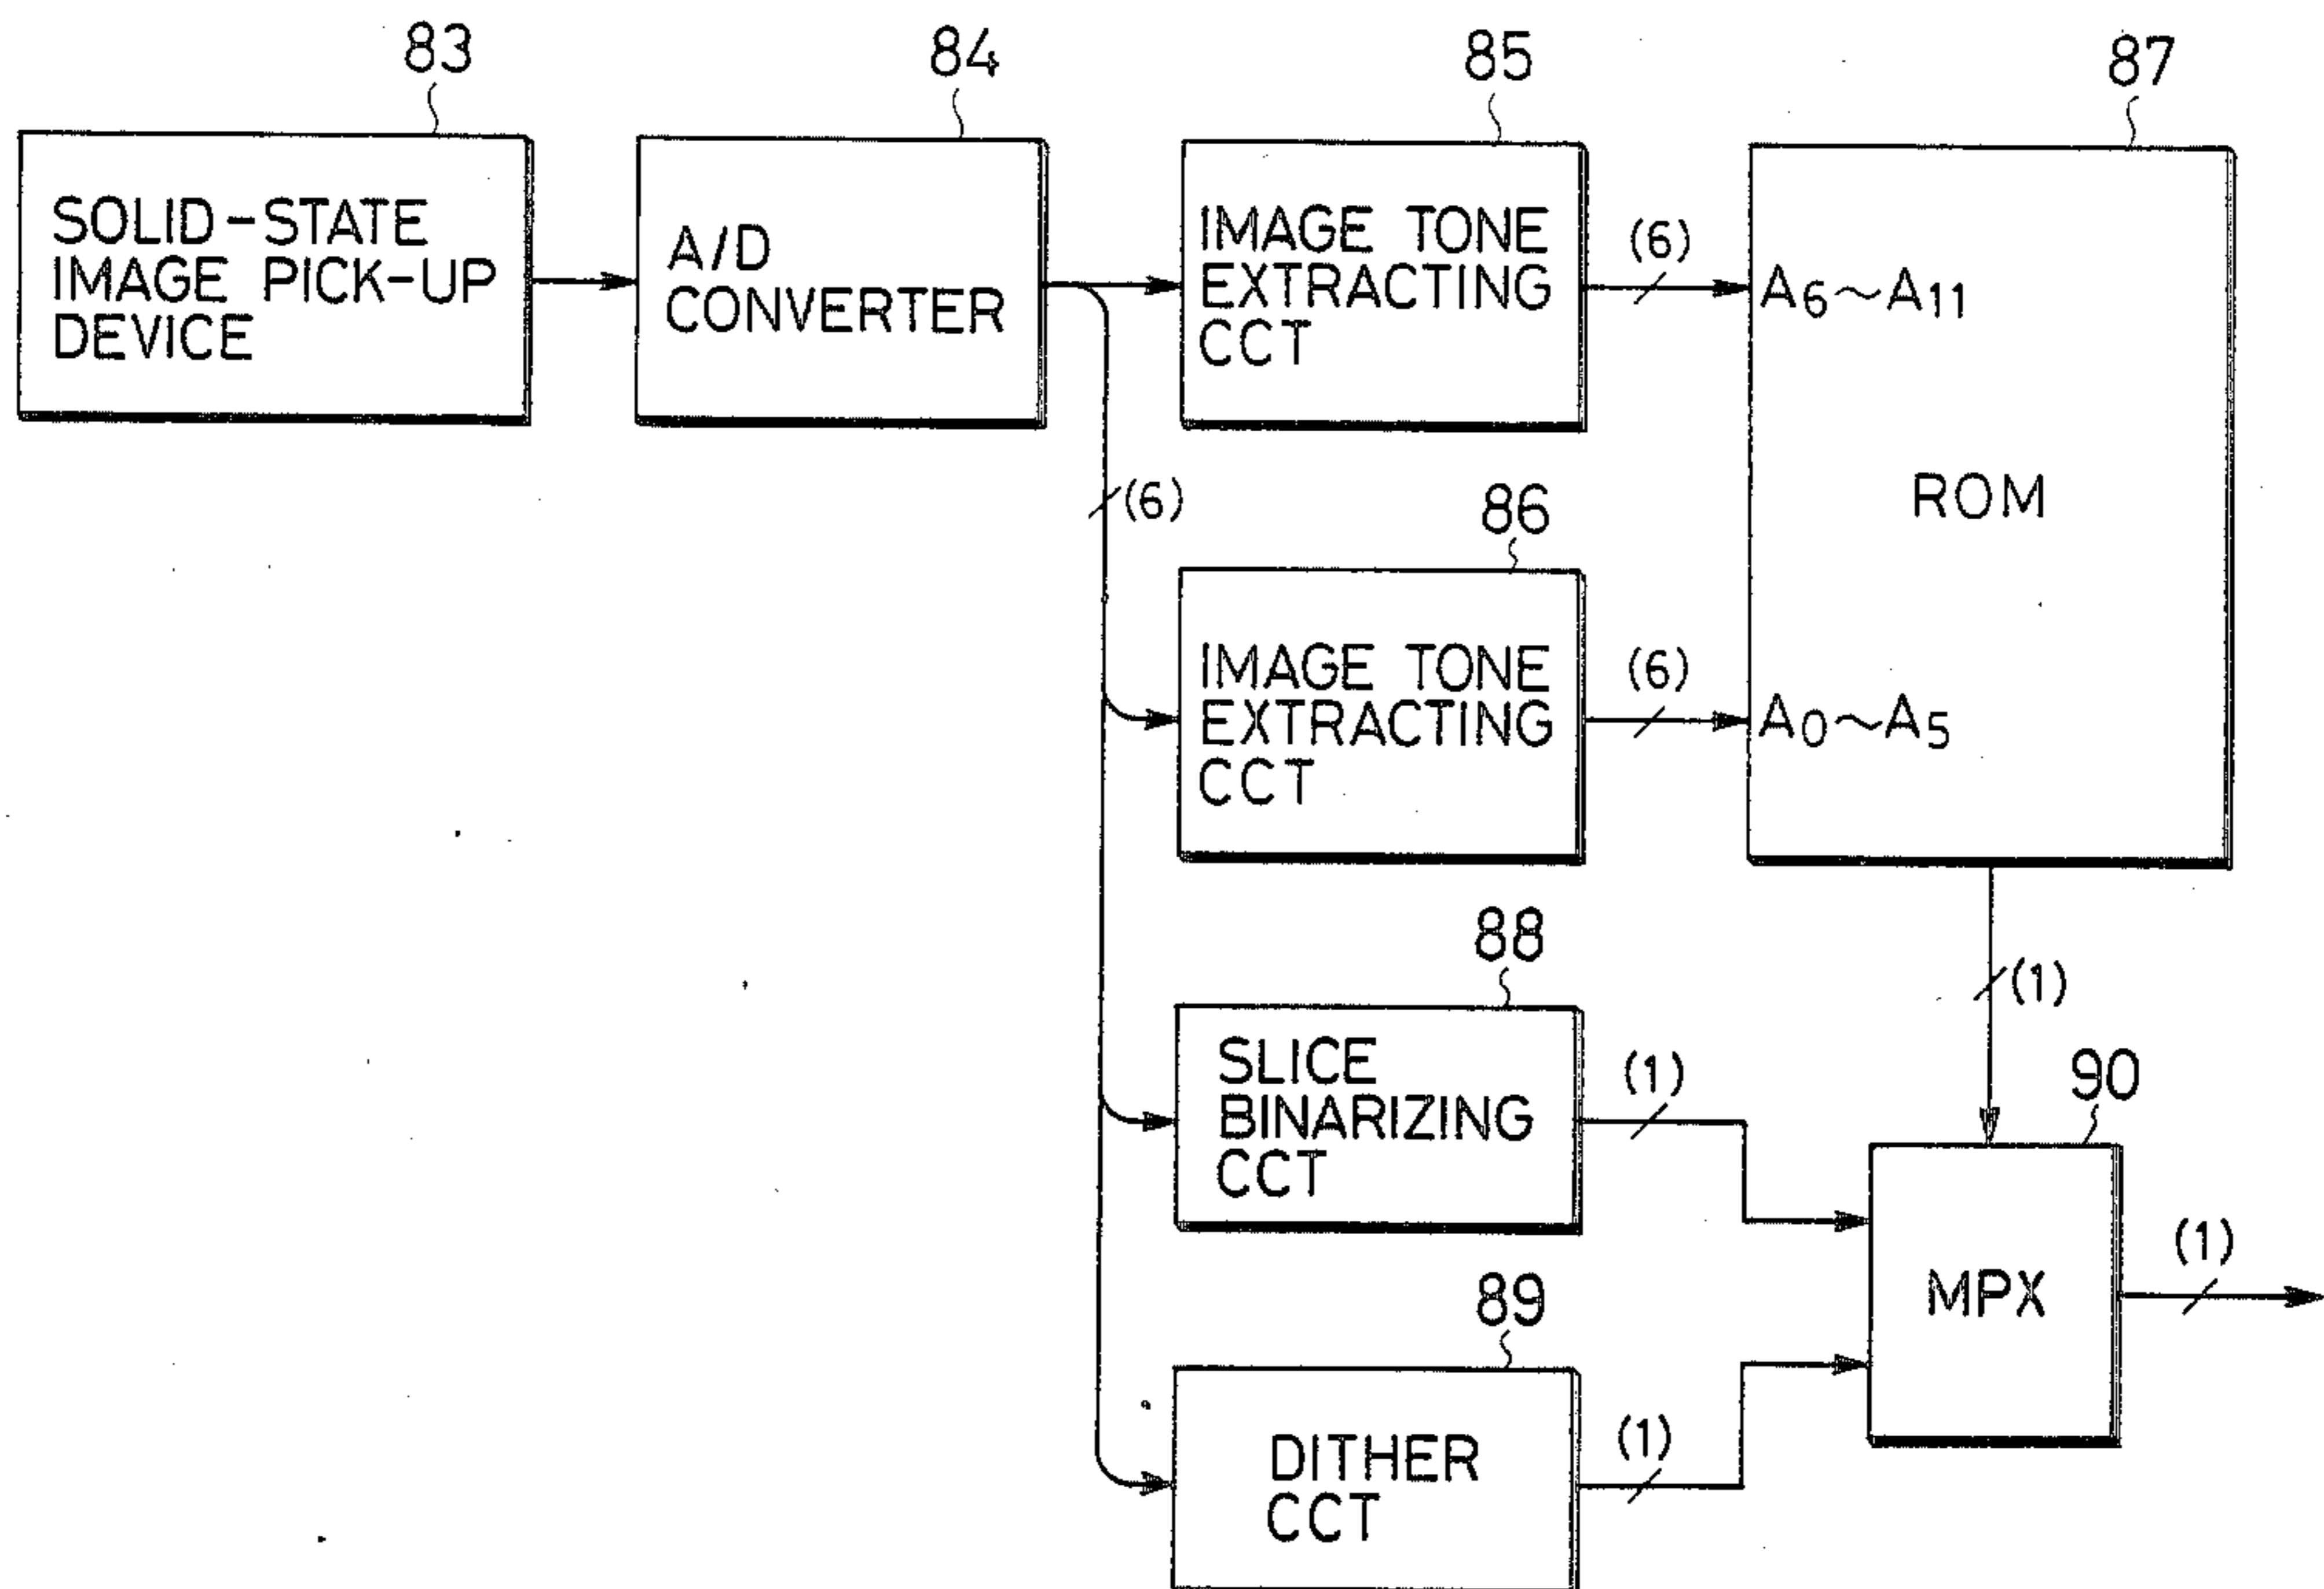 83
84
85
87
SOLID-STATE
IMAGE PICK-UP
DEVICE
A/D
CONVERTER
IMAGE TONE
EXTRACTING
CCT
(6)
A6~A11
ROM
(6)
86
IMAGE TONE
EXTRACTING
CCT
(6)
A0~A5
88
(1)
SLICE
BINARIZING
CCT
(1)
90
MPX
(1)
89
DITHER
CCT
(1)